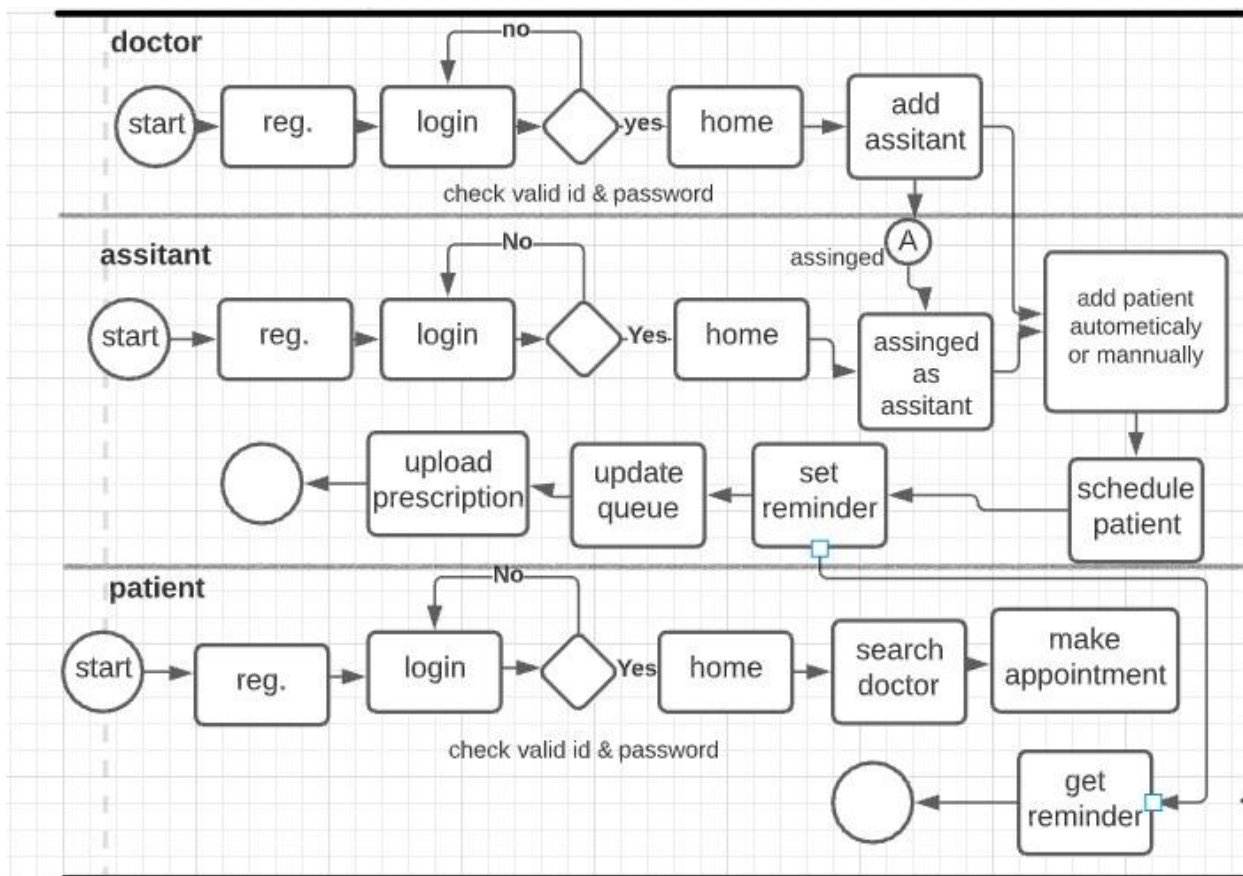 doctor
no
start
reg.
login
yes
home
add
assitant
check valid id & password
assitant
No
A
assinged
start
reg.
login
Yes
home
assinged
as
assitant
add patient
autometicaly
or mannually
upload
prescription
update
queue
set
reminder
schedule
patient
patient
No
start
reg.
login
Yes
home
search
doctor
make
appointment
check valid id & password
get
reminder